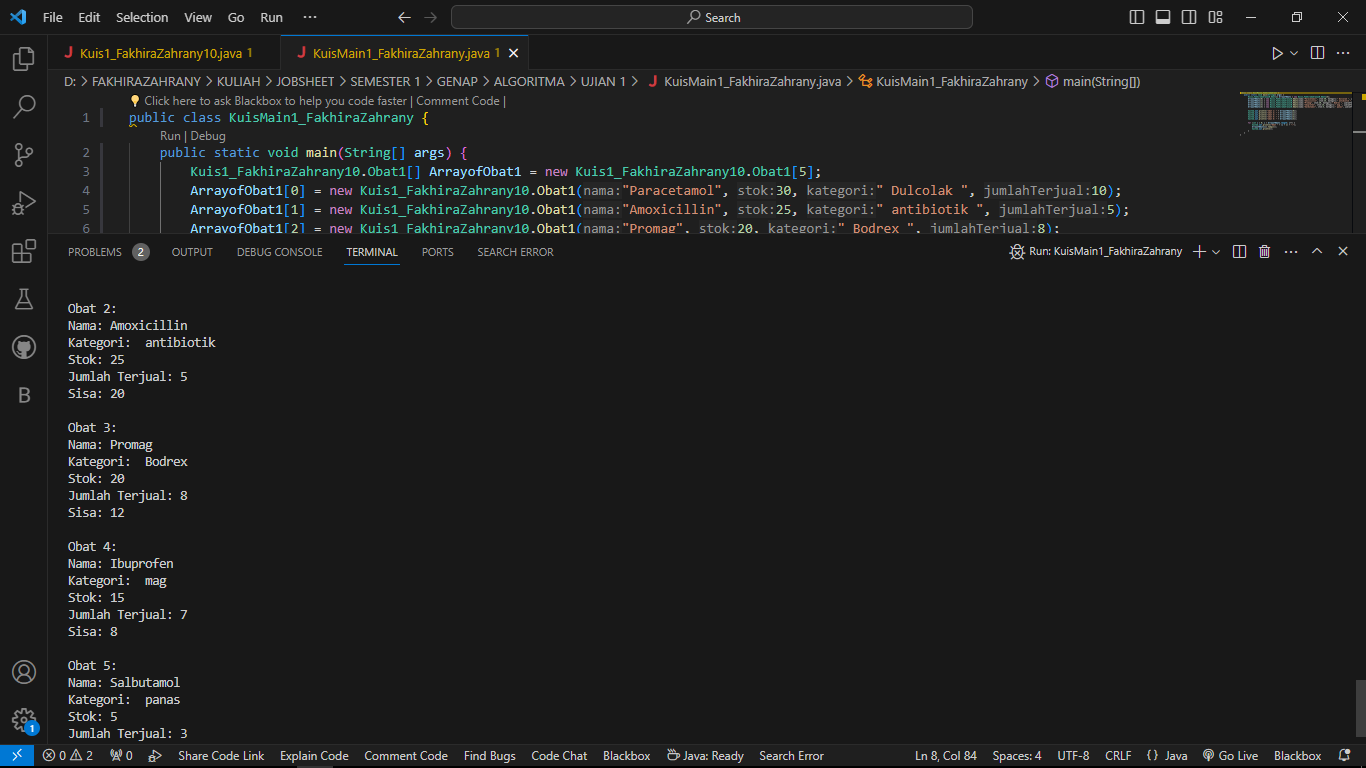 File Edit Selection View Go Run ··· Search
Kuis1_FakhiraZahrany10.java 1 KuisMain1_FakhiraZahrany.java 1
D: > FAKHIRAZAHRANY > KULIAH > JOBSHEET > SEMESTER 1 > GENAP > ALGORITMA > UJIAN 1 > KuisMain1_FakhiraZahrany.java > KuisMain1_FakhiraZahrany > main(String[])
Click here to ask Blackbox to help you code faster | Comment Code |
1 public class KuisMain1_FakhiraZahrany {
Run | Debug
2 public static void main(String[] args) {
3 Kuis1_FakhiraZahrany10.Obat1[] ArrayofObat1 = new Kuis1_FakhiraZahrany10.Obat1[5];
4 ArrayofObat1[0] = new Kuis1_FakhiraZahrany10.Obat1(nama:"Paracetamol", stok:30, kategori:" Dulcolak ", jumlahTerjual:10);
5 ArrayofObat1[1] = new Kuis1_FakhiraZahrany10.Obat1(nama:"Amoxicillin", stok:25, kategori:" antibiotik ", jumlahTerjual:5);
6 ArrayofObat1[2] = new Kuis1_FakhiraZahrany10.Obat1(nama:"Promag", stok:20, kategori:" Bodrex ", jumlahTerjual:8);
PROBLEMS 2 OUTPUT DEBUG CONSOLE TERMINAL PORTS SEARCH ERROR Run: KuisMain1_FakhiraZahrany
Obat 2:
Nama: Amoxicillin
Kategori:  antibiotik
Stok: 25
Jumlah Terjual: 5
Sisa: 20
Obat 3:
Nama: Promag
Kategori:  Bodrex
Stok: 20
Jumlah Terjual: 8
Sisa: 12
Obat 4:
Nama: Ibuprofen
Kategori:  mag
Stok: 15
Jumlah Terjual: 7
Sisa: 8
Obat 5:
Nama: Salbutamol
Kategori:  panas
Stok: 5
Jumlah Terjual: 3
B
1
0 2 0 Share Code Link Explain Code Comment Code Find Bugs Code Chat Blackbox Java: Ready Search Error Ln 8, Col 84 Spaces: 4 UTF-8 CRLF {} Java Go Live Blackbox